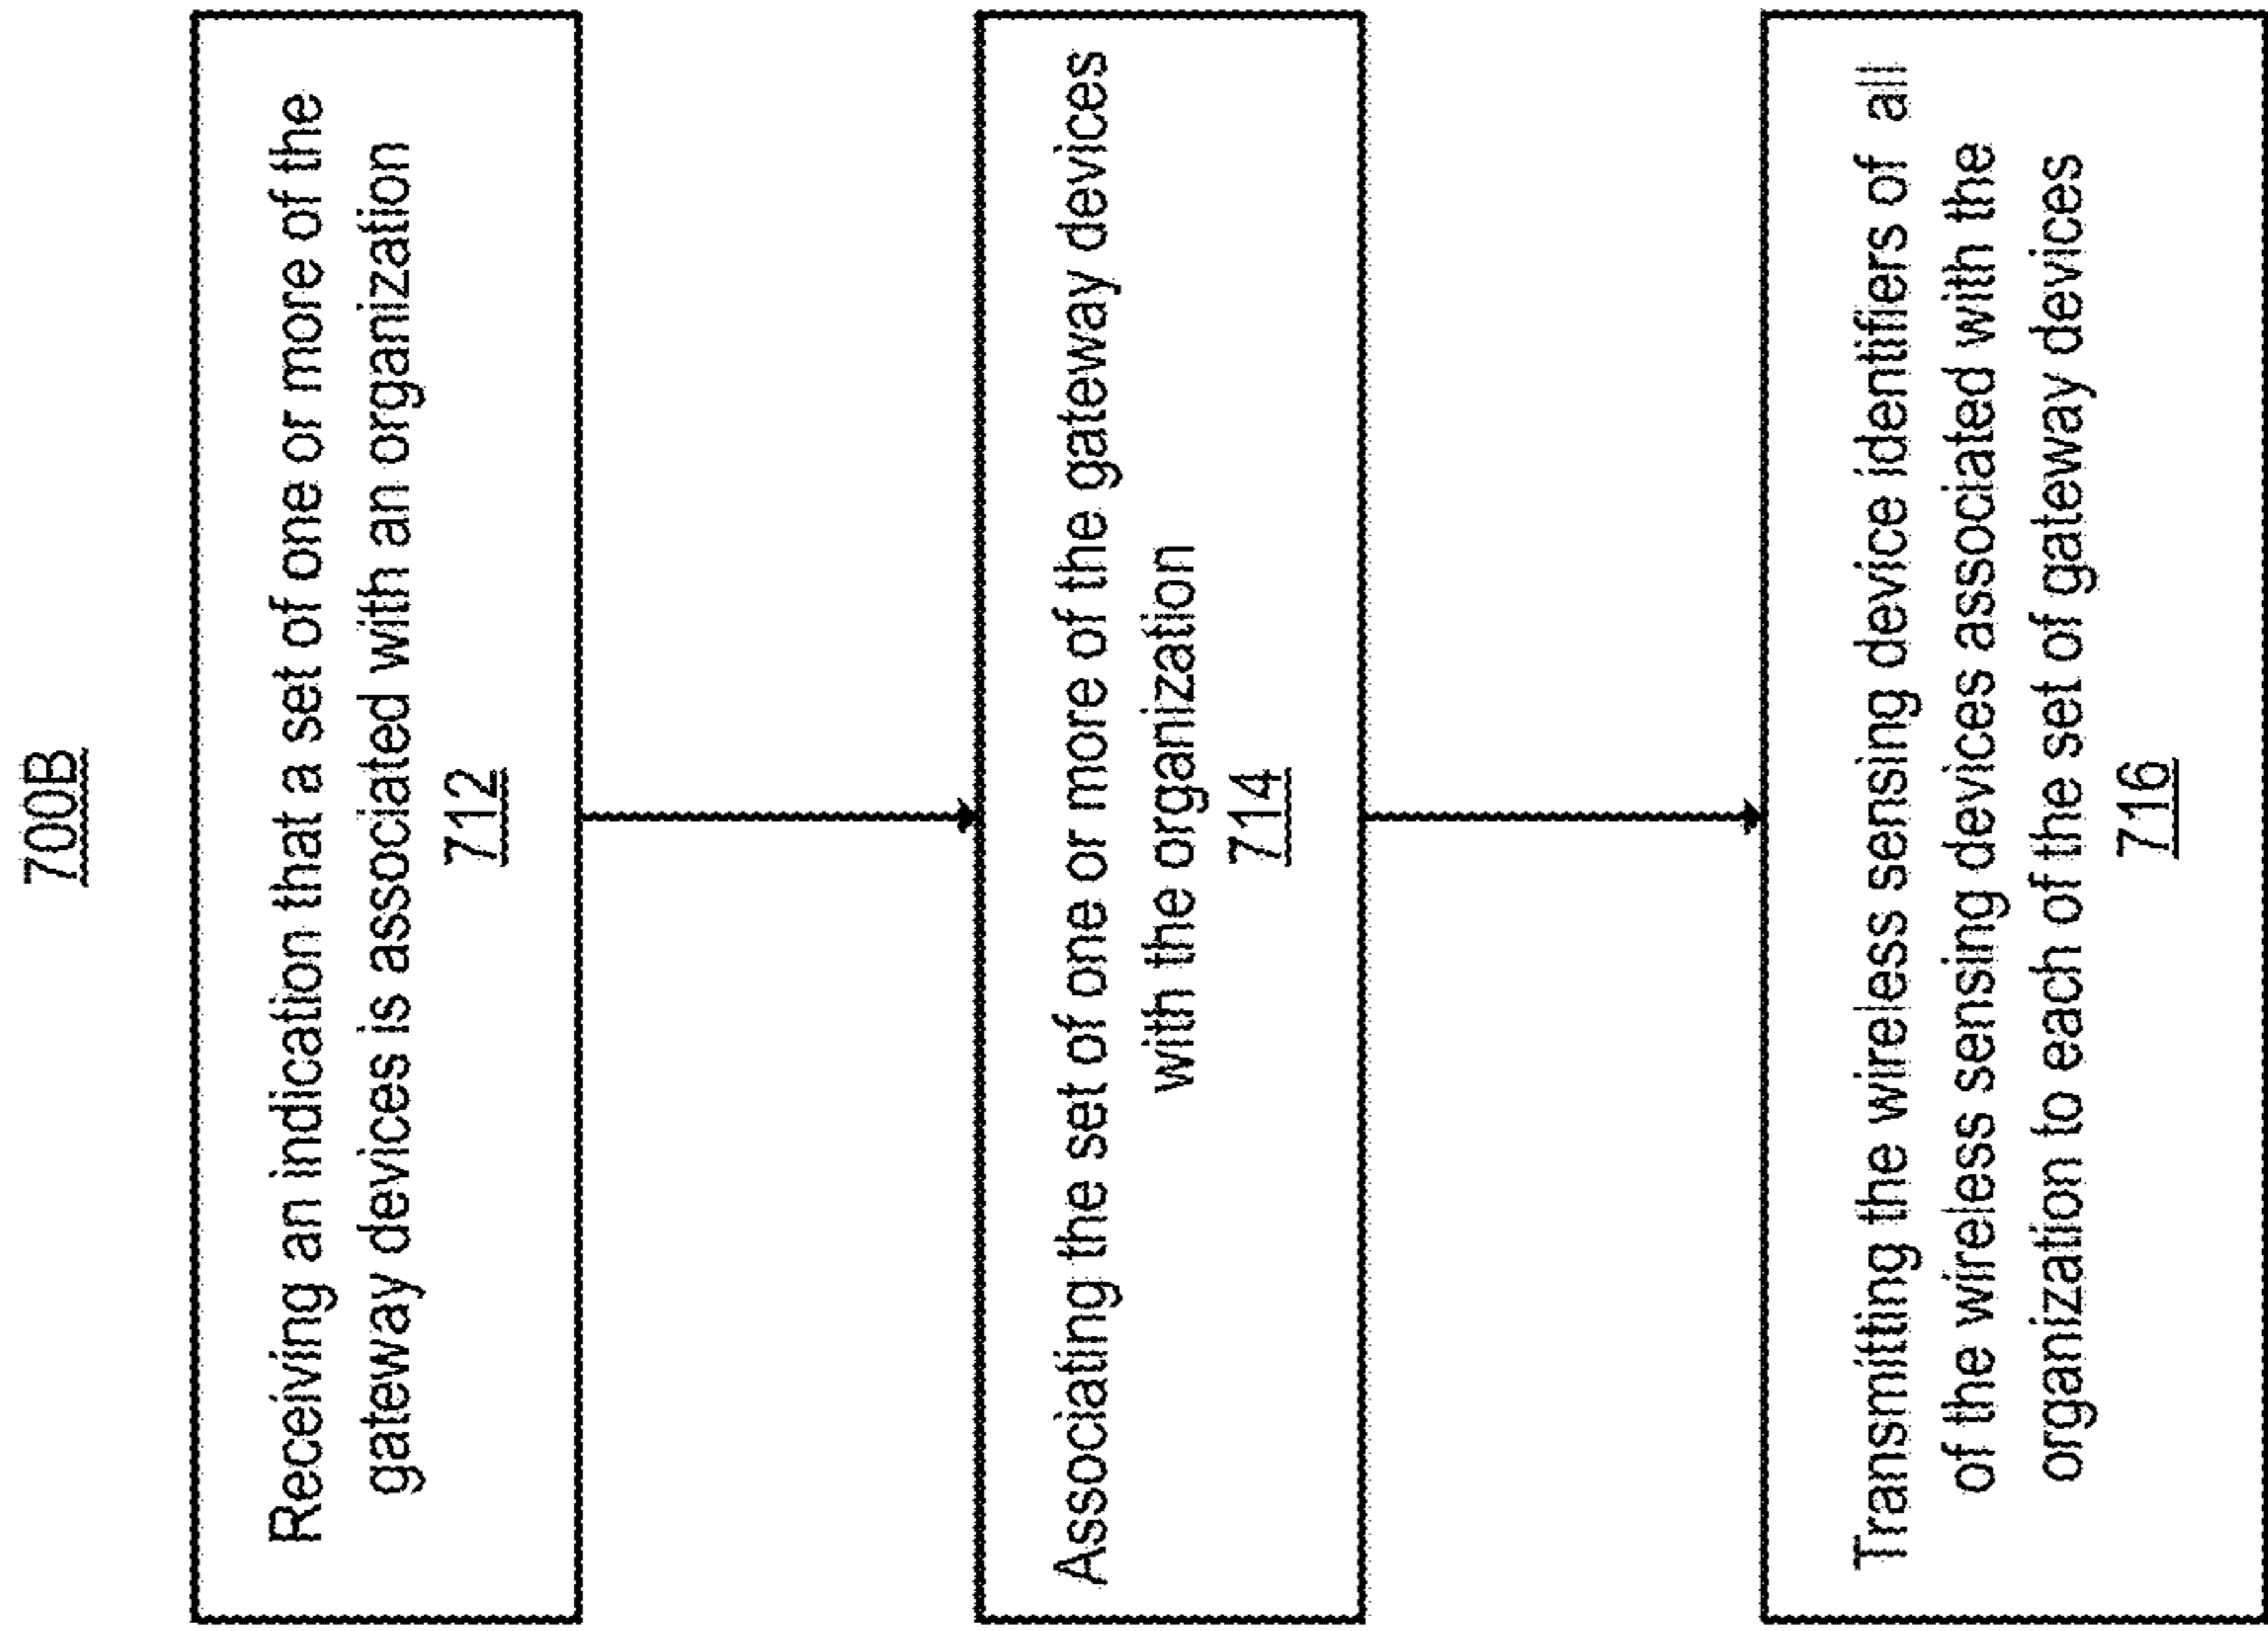 700B
Receiving an indication that a set of one or more of the
gateway devices is associated with an organization
712
Associating the set of one or more of the gateway devices
with the organization
714
Transmitting the wireless sensing device identifiers of all
of the wireless sensing devices associated with the
organization to each of the set of gateway devices
716